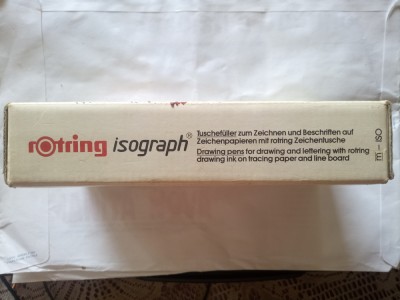 rotring isograph®
Tuschefüller zum Zeichnen und Beschriften auf
Zeichenpapieren mit rotring Zeichentusche
Drawing pens for drawing and lettering with rotring
drawing ink on tracing paper and line board
m – ISO